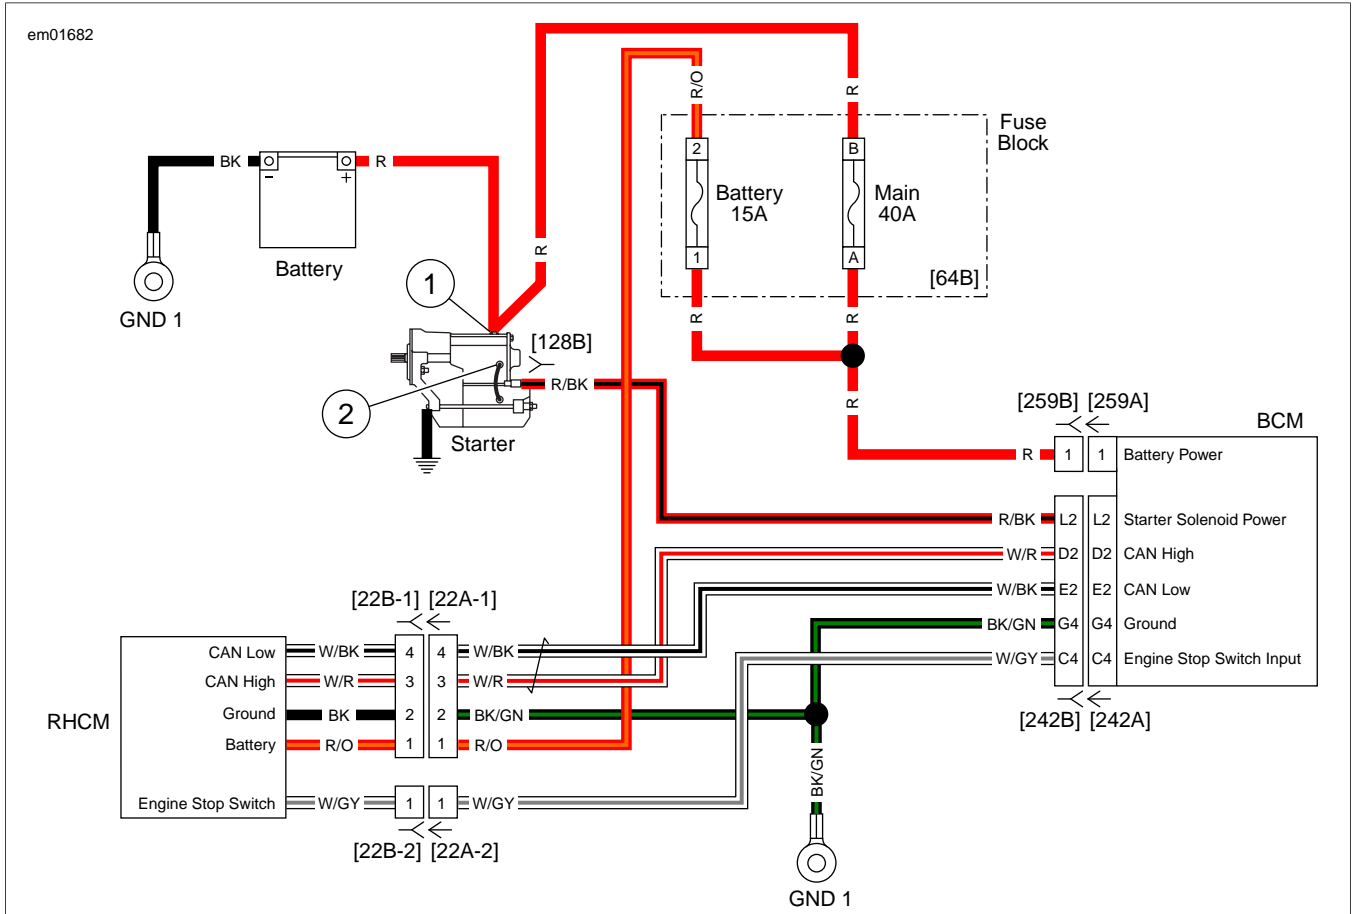 em01682
R/O
R
Fuse
Block
BK
R
2
B
Battery
15A
Main
40A
-
+
1
A
[64B]
R
Battery
GND 1
1
R
R
[128B]
R/BK
2
Starter
R
[259B] [259A]
BCM
R
1
1
Battery Power
R/BK
L2
L2
Starter Solenoid Power
W/R
D2
D2
CAN High
W/BK
E2
E2
CAN Low
BK/GN
G4
G4
Ground
W/GY
C4
C4
Engine Stop Switch Input
[242B] [242A]
[22B-1] [22A-1]
RHCM
CAN Low
W/BK
4
4
W/BK
CAN High
W/R
3
3
W/R
Ground
BK
2
2
BK/GN
Battery
R/O
1
1
R/O
Engine Stop Switch
W/GY
1
1
W/GY
[22B-2] [22A-2]
BK/GN
GND 1